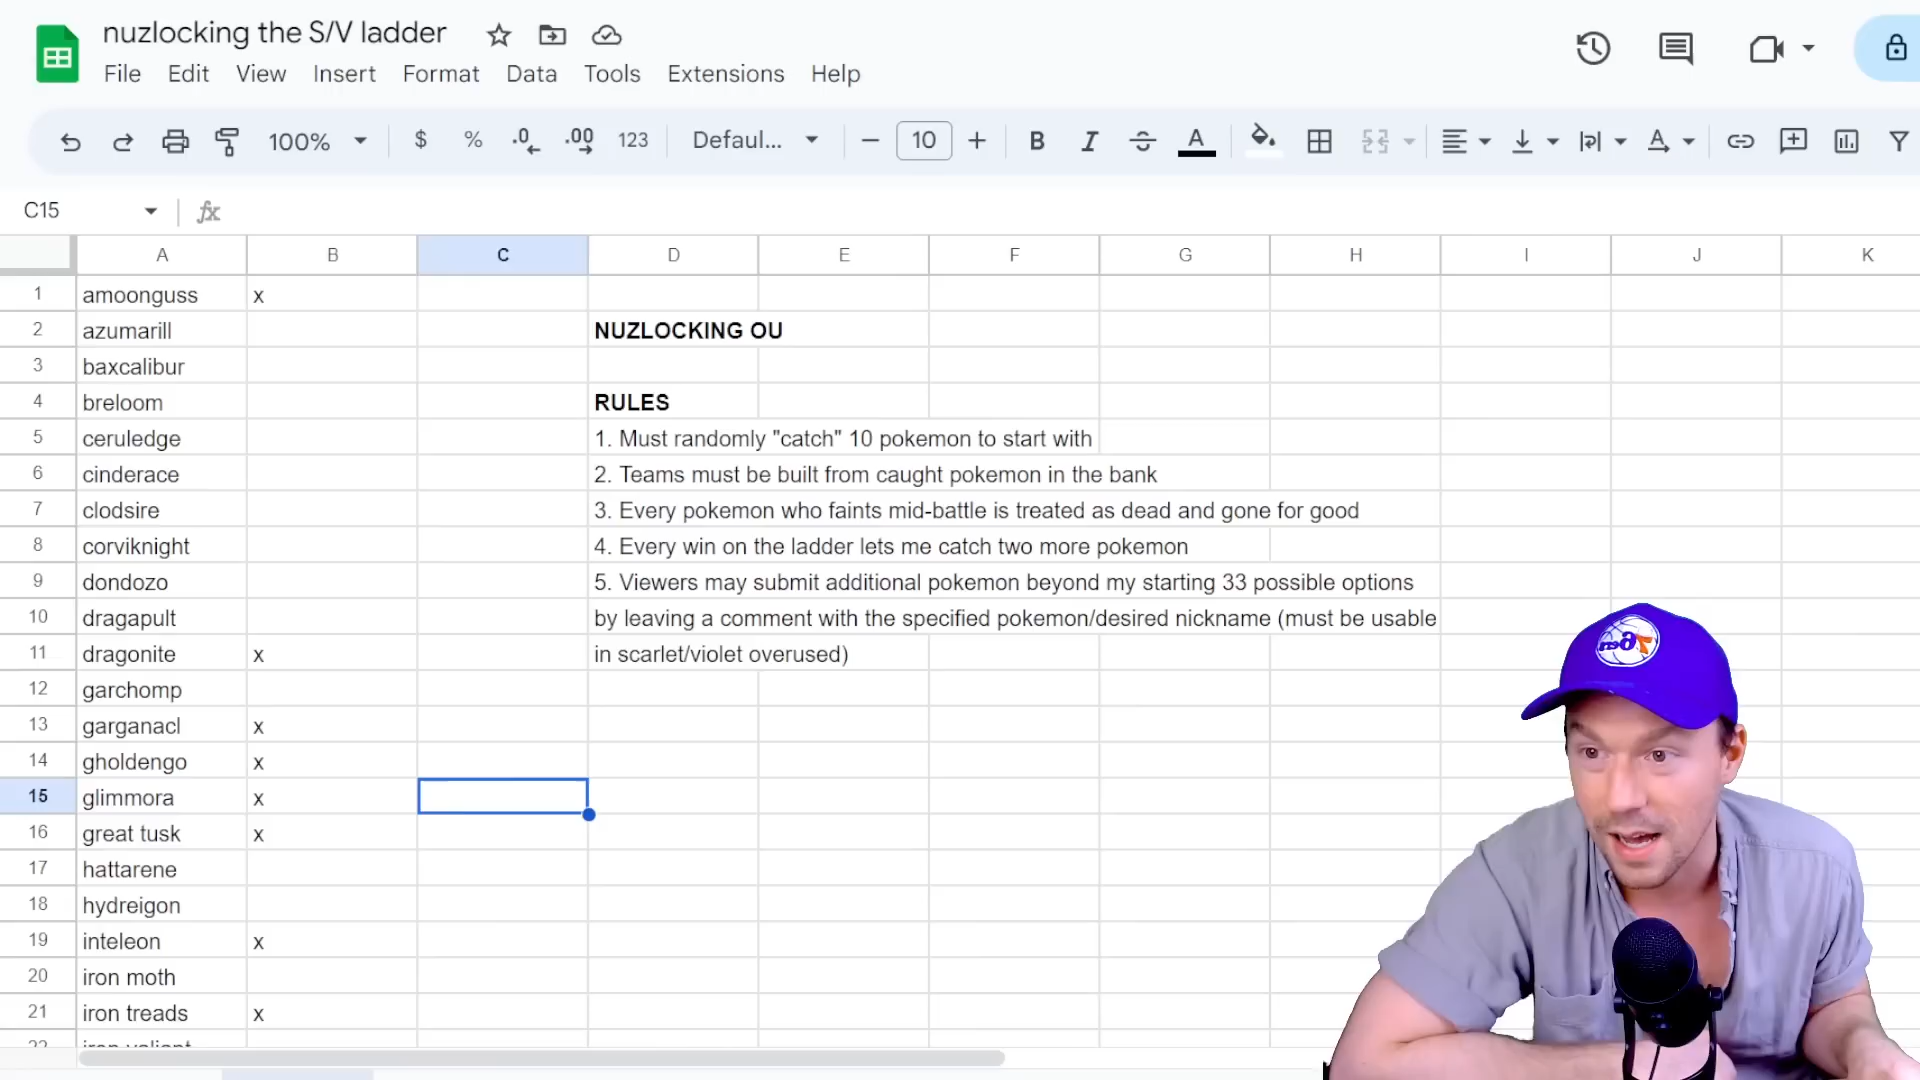 nuzlocking the S/V ladder
File Edit View Insert Format Data Tools Extensions Help
100% $ % .0 .00 123 Defaul... 10 B I A A
C15 fx
A B C D E F G H I J K
1 amoonguss x
2 azumarill NUZLOCKING OU
3 baxcalibur
4 breloom RULES
5 ceruledge 1. Must randomly "catch" 10 pokemon to start with
6 cinderace 2. Teams must be built from caught pokemon in the bank
7 clodsire 3. Every pokemon who faints mid-battle is treated as dead and gone for good
8 corviknight 4. Every win on the ladder lets me catch two more pokemon
9 dondozo 5. Viewers may submit additional pokemon beyond my starting 33 possible options
10 dragapult by leaving a comment with the specified pokemon/desired nickname (must be usable
11 dragonite x in scarlet/violet overused)
12 garchomp
13 garganacl x
14 gholdengo x
15 glimmora x
16 great tusk x
17 hattarene
18 hydreigon
19 inteleon x
20 iron moth
21 iron treads x
22 iron valiant